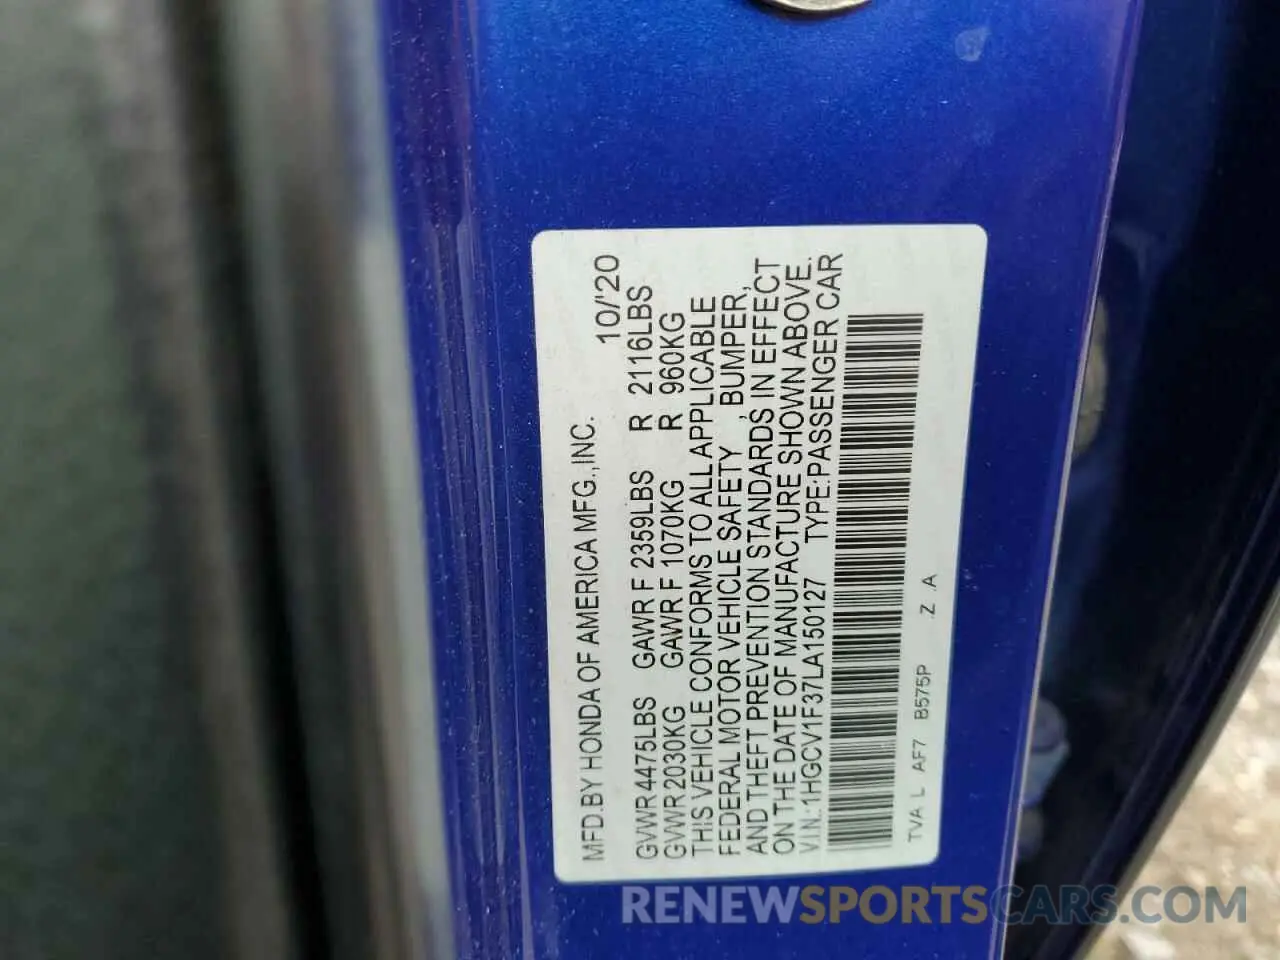 MFD.BY HONDA OF AMERICA MFG.,INC. 10/'20
GVWR 4475LBS GAWR F 2359LBS R 2116LBS
GVWR 2030KG GAWR F 1070KG R 960KG
THIS VEHICLE CONFORMS TO ALL APPLICABLE
FEDERAL MOTOR VEHICLE SAFETY , BUMPER,
AND THEFT PREVENTION STANDARDS IN EFFECT
ON THE DATE OF MANUFACTURE SHOWN ABOVE.
V.I.N.:1HGCV1F37LA150127 TYPE:PASSENGER CAR
TVA L AF7 B575P Z .A
RENEWSPORTSCARS.COM